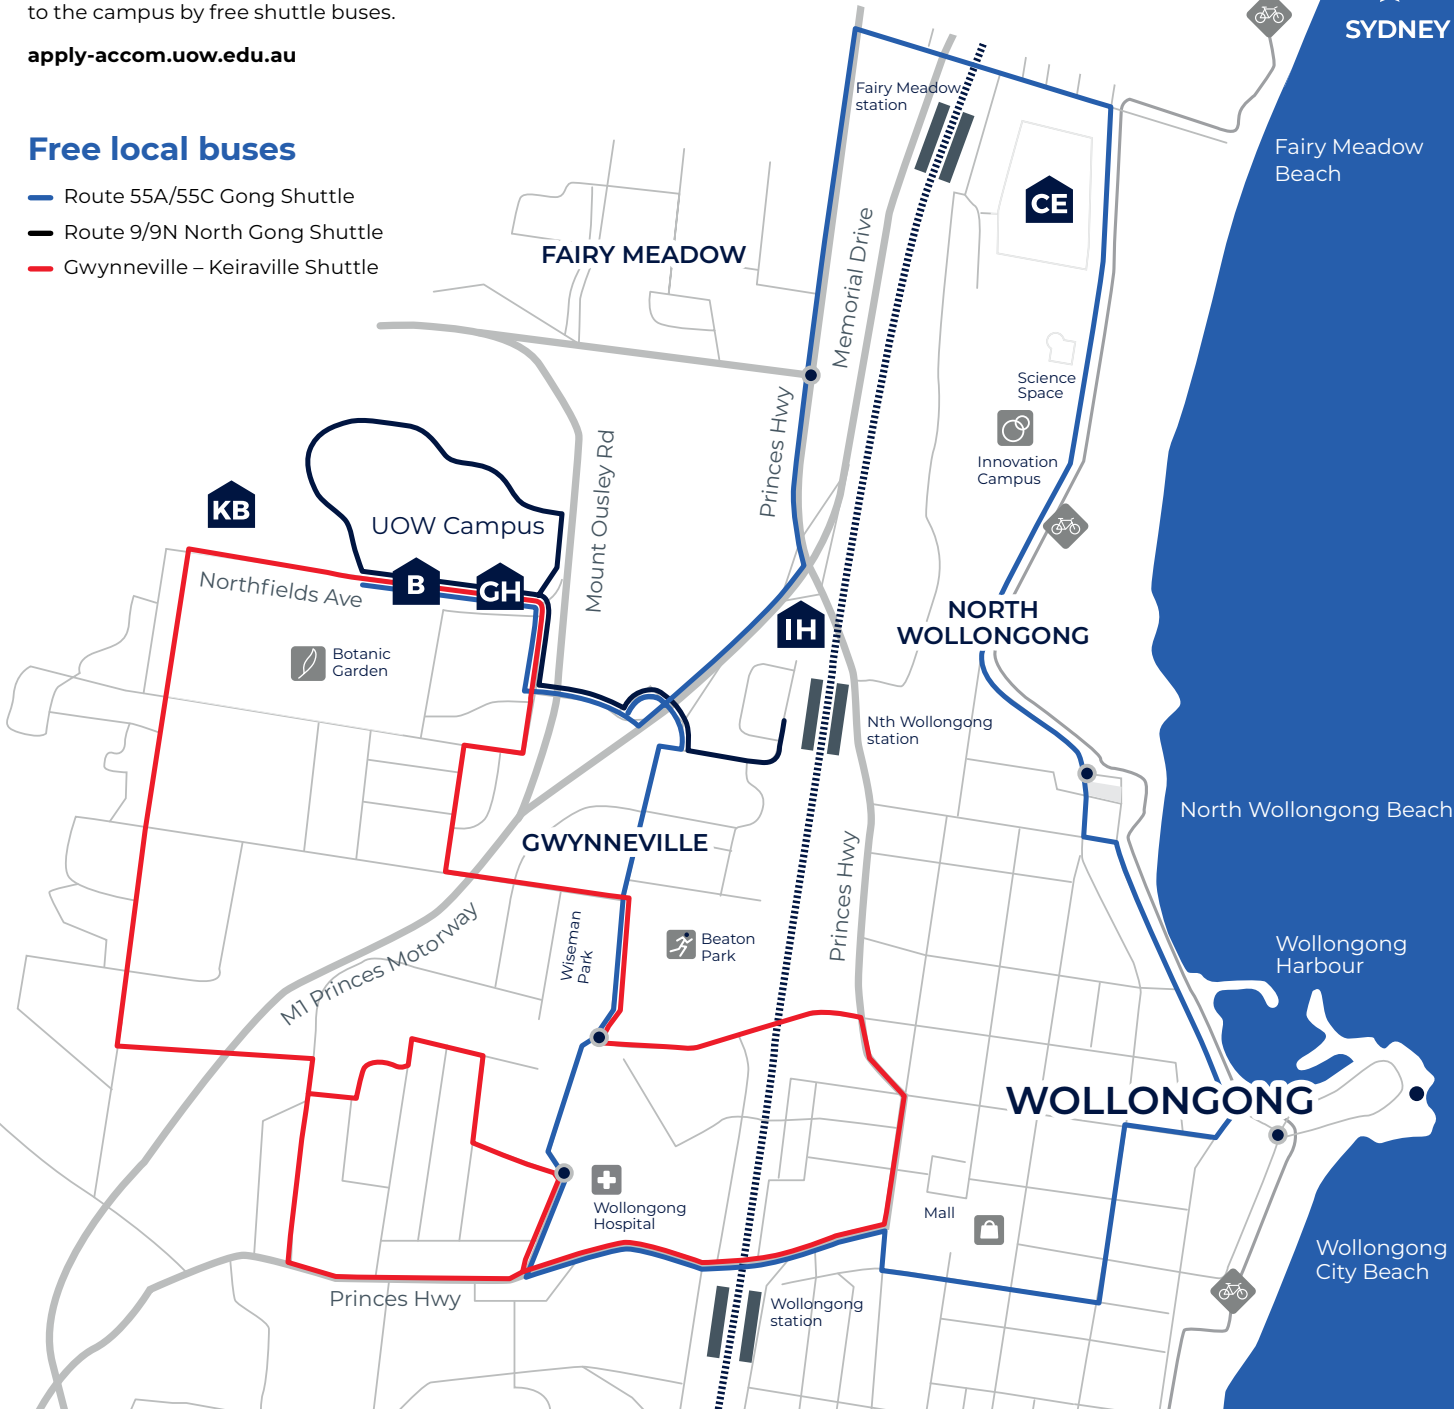 to the campus by free shuttle buses.
apply-accom.uow.edu.au
Free local buses
Route 55A/55C Gong Shuttle
Route 9/9N North Gong Shuttle
Gwynneville – Keiraville Shuttle
SYDNEY
Fairy Meadow
station
Fairy Meadow
Beach
CE
FAIRY MEADOW
Memorial Drive
Science
Space
Princes Hwy
Innovation
Campus
Mount Ousley Rd
KB
UOW Campus
B
GH
Northfields Ave
IH
NORTH
WOLLONGONG
Botanic
Garden
Nth Wollongong
station
North Wollongong Beach
GWYNNEVILLE
Princes Hwy
Wiseman
Park
Beaton
Park
M1 Princes Motorway
Wollongong
Harbour
WOLLONGONG
Wollongong
Hospital
Mall
Wollongong
City Beach
Princes Hwy
Wollongong
station